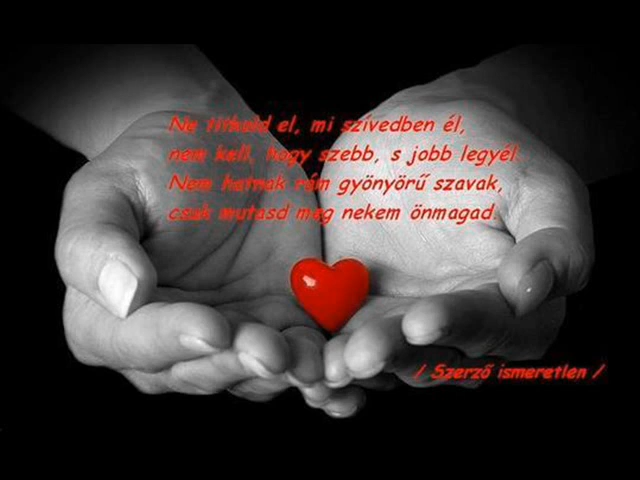 Ne titkold el, mi szívedben él,
nem kell, hogy szebb, s jobb legyél.
Nem hatnak rám gyönyörű szavak,
csak mutasd meg nekem önmagad.
/ Szerző ismeretlen /